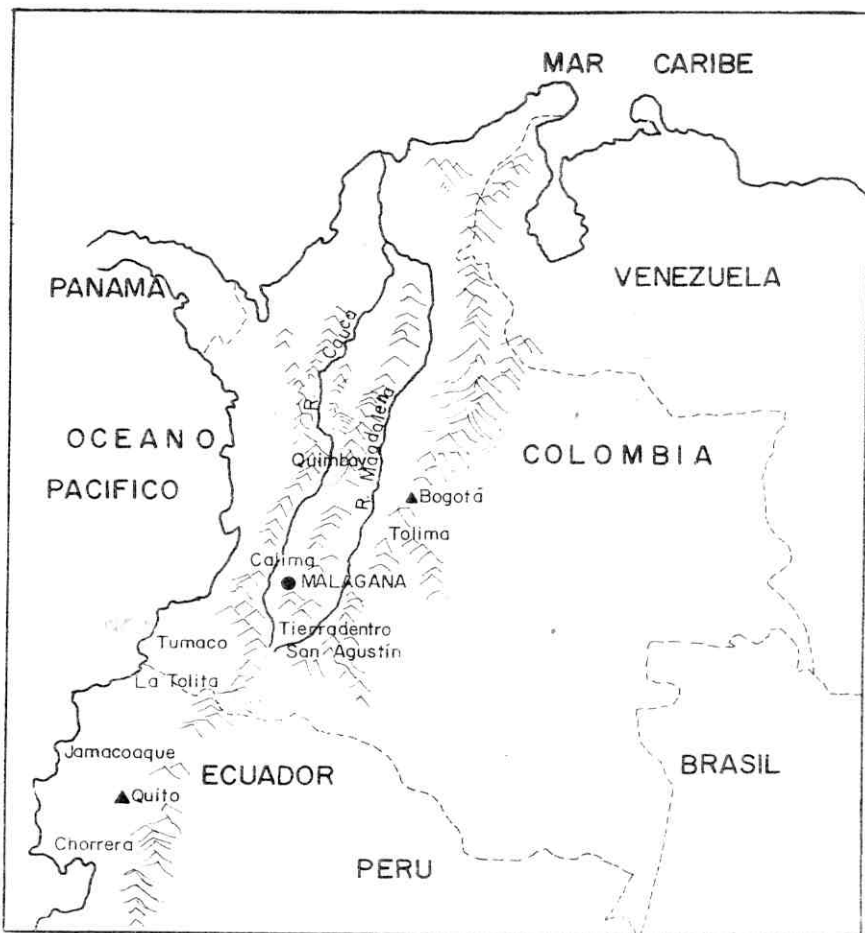 MAR CARIBE
PANAMÁ
VENEZUELA
R. Cauca
OCEANO
PACIFICO
Quimbaya
R. Magdalena
COLOMBIA
Bogotá
Tolima
Calima
MALAGANA
Tierradentro
San Agustín
Tumaco
La Tolita
Jamacoaque
ECUADOR
BRASIL
Quito
Chorrera
PERU